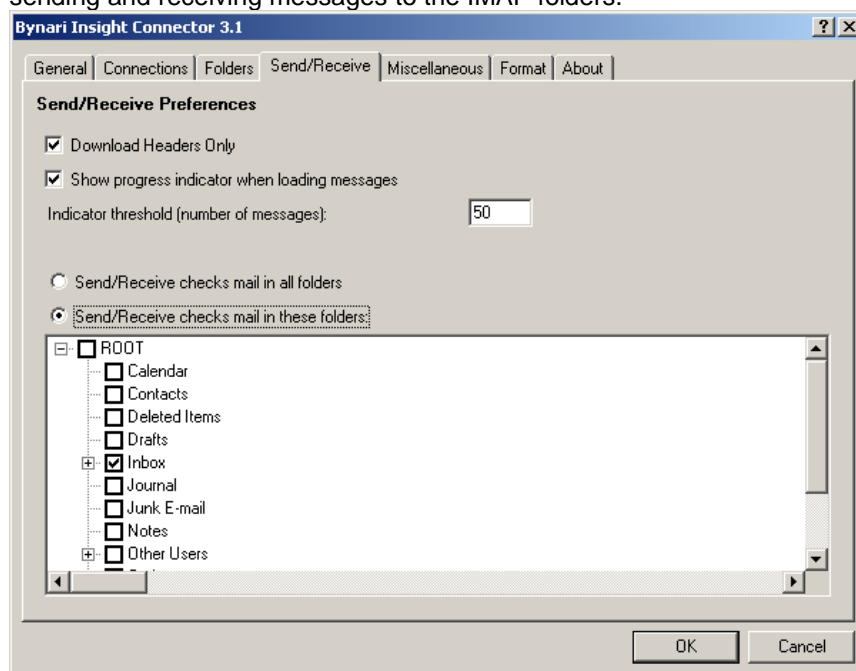 sending and receiving messages to the IMAP folders.
Bynari Insight Connector 3.1
General Connections Folders Send/Receive Miscellaneous Format About
Send/Receive Preferences
Download Headers Only
Show progress indicator when loading messages
Indicator threshold (number of messages): 50
Send/Receive checks mail in all folders
Send/Receive checks mail in these folders:
ROOT
Calendar
Contacts
Deleted Items
Drafts
Inbox
Journal
Junk E-mail
Notes
Other Users
OK Cancel